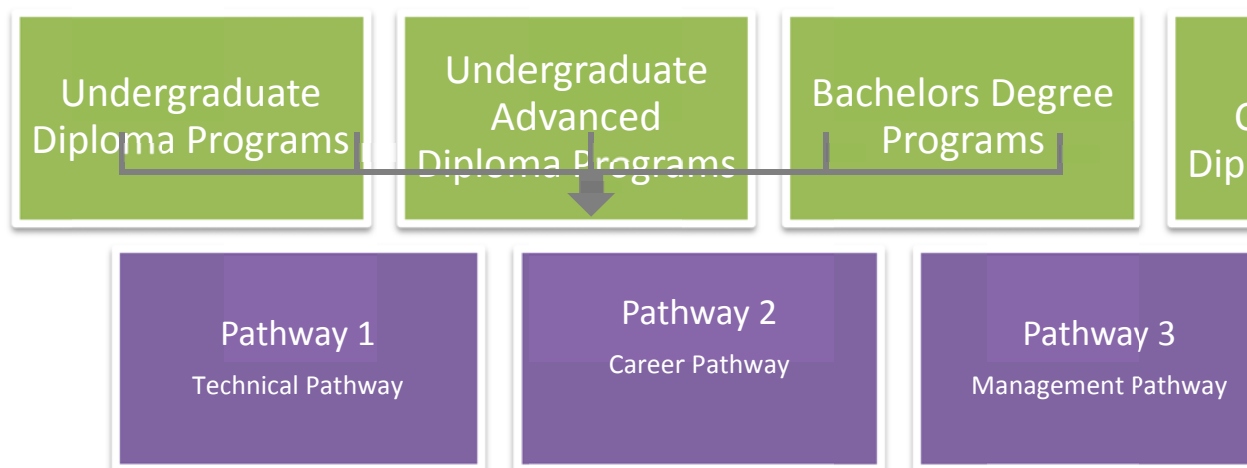 Undergraduate
Diploma Programs
Undergraduate
Advanced
Diploma Programs
Bachelors Degree
Programs
Pathway 1
Technical Pathway
Pathway 2
Career Pathway
Pathway 3
Management Pathway